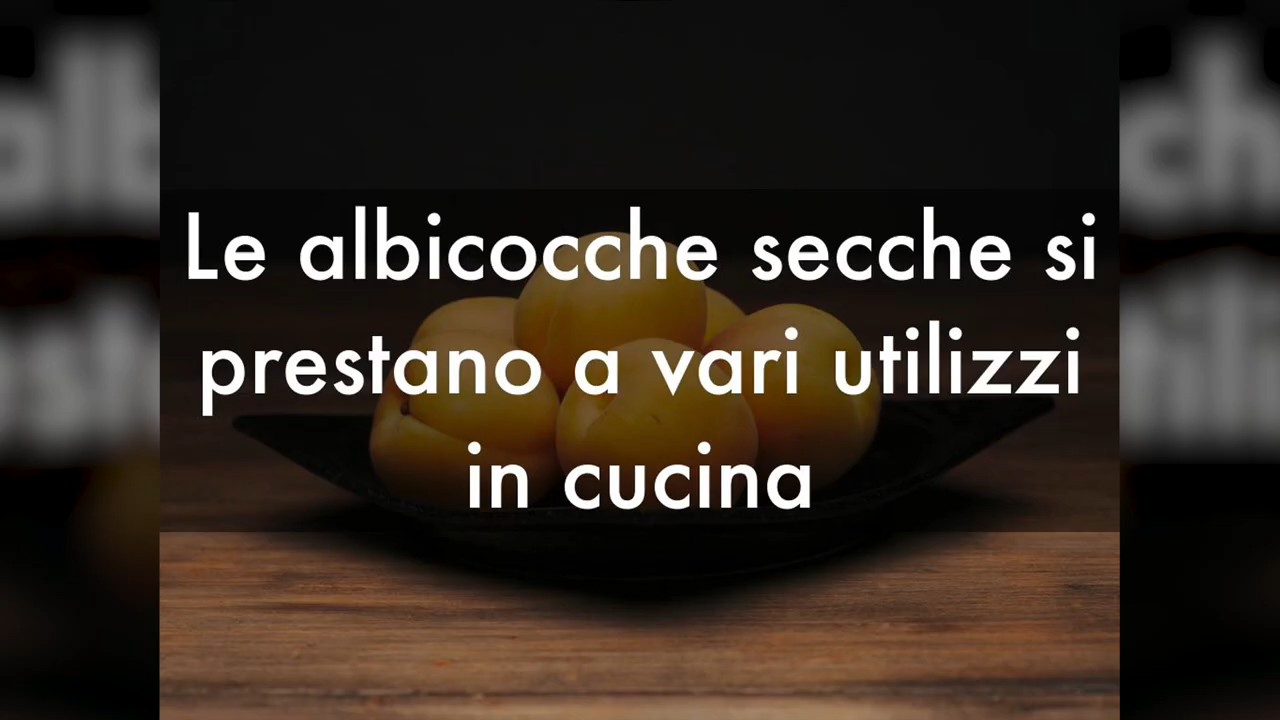 Le albicocche secche si
prestano a vari utilizzi
in cucina